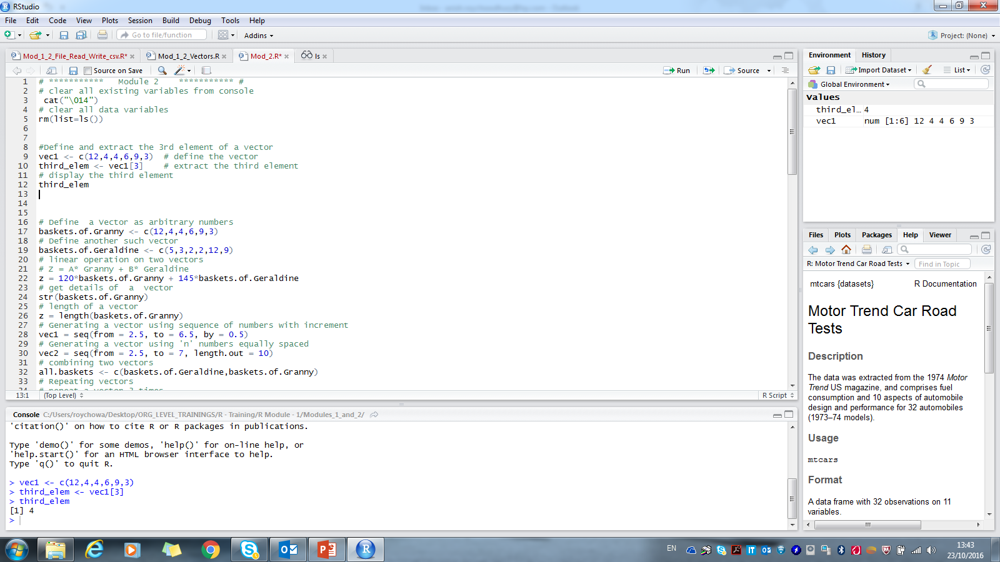 RStudio
File Edit Code View Plots Session Build Debug Tools Help
Go to file/function Addins Project: (None)
Mod_1_2_File_Read_Write_csv.R* Mod_1_2_Vectors.R Mod_2.R* ls
Source on Save Run Source
1 # *********** Module 2 *********** #
2 # clear all existing variables from console
3 cat("\014")
4 # clear all data variables
5 rm(list=ls())
6
7
8 #Define and extract the 3rd element of a vector
9 vec1 <- c(12,4,4,6,9,3) # define the vector
10 third_elem <- vec1[3] # extract the third element
11 # display the third element
12 third_elem
13
14
15
16 # Define a Vector as arbitrary numbers
17 baskets.of.Granny <- c(12,4,4,6,9,3)
18 # Define another such vector
19 baskets.of.Geraldine <- c(5,3,2,2,12,9)
20 # linear operation on two vectors
21 # Z = A* Granny + B* Geraldine
22 z = 120*baskets.of.Granny + 145*baskets.of.Geraldine
23 # get details of a vector
24 str(baskets.of.Granny)
25 # length of a vector
26 z = length(baskets.of.Granny)
27 # Generating a vector using sequence of numbers with increment
28 vec1 = seq(from = 2.5, to = 6.5, by = 0.5)
29 # Generating a vector using 'n' numbers equally spaced
30 vec2 = seq(from = 2.5, to = 7, length.out = 10)
31 # combining two vectors
32 all.baskets <- c(baskets.of.Geraldine,baskets.of.Granny)
33 # Repeating vectors
34 # repeat a vector 2 times
13:1 (Top Level) R Script
Console C:/Users/roychowa/Desktop/ORG_LEVEL_TRAININGS/R - Training/R Module - 1/Modules_1_and_2/
'citation()' on how to cite R or R packages in publications.
Type 'demo()' for some demos, 'help()' for on-line help, or
'help.start()' for an HTML browser interface to help.
Type 'q()' to quit R.
> vec1 <- c(12,4,4,6,9,3)
> third_elem <- vec1[3]
> third_elem
[1] 4
>
Environment History
Import Dataset List
Global Environment
Values
third_el… 4
vec1 num [1:6] 12 4 4 6 9 3
Files Plots Packages Help Viewer
R: Motor Trend Car Road Tests Find in Topic
mtcars {datasets} R Documentation
Motor Trend Car Road
Tests
Description
The data was extracted from the 1974 Motor
Trend US magazine, and comprises fuel
consumption and 10 aspects of automobile
design and performance for 32 automobiles
(1973–74 models).
Usage
mtcars
Format
A data frame with 32 observations on 11
variables.
EN
13:43
23/10/2016